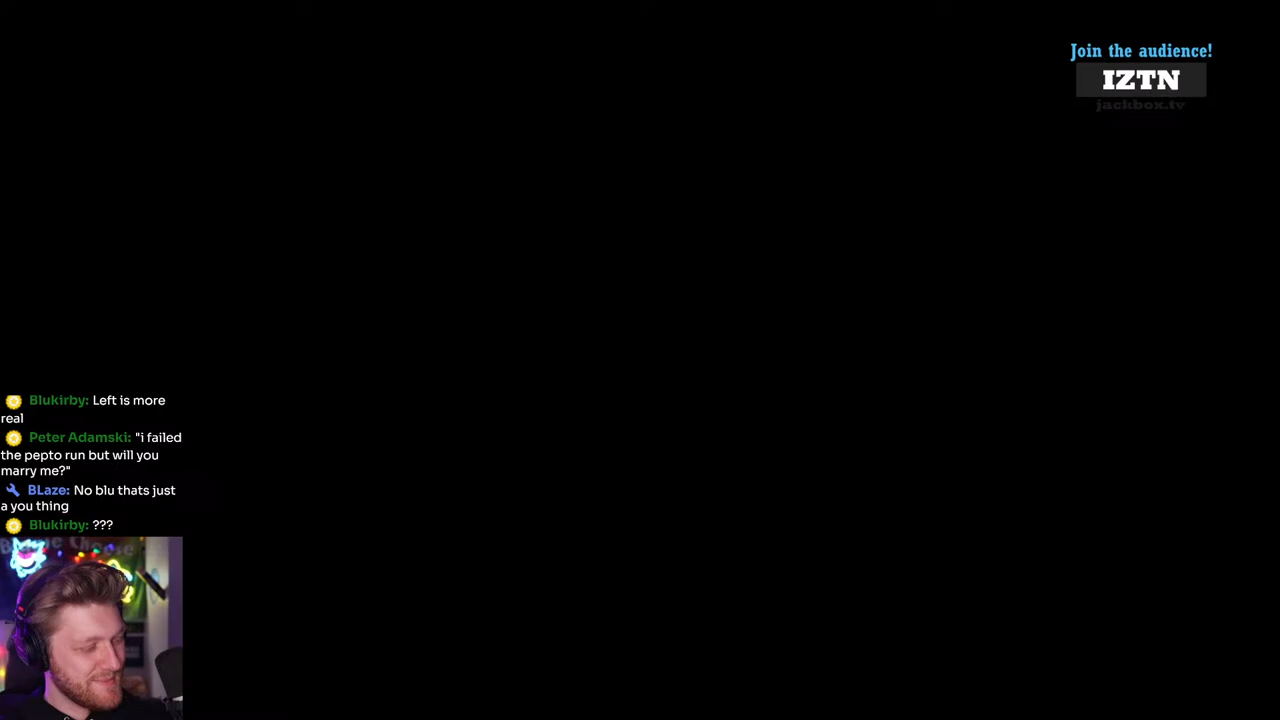 Join the audience!
IZTN
jackbox.tv
Blukirby: Left is more
real
Peter Adamski: "i failed
the pepto run but will you
marry me?"
BLaze: No blu thats just
a you thing
Blukirby: ???